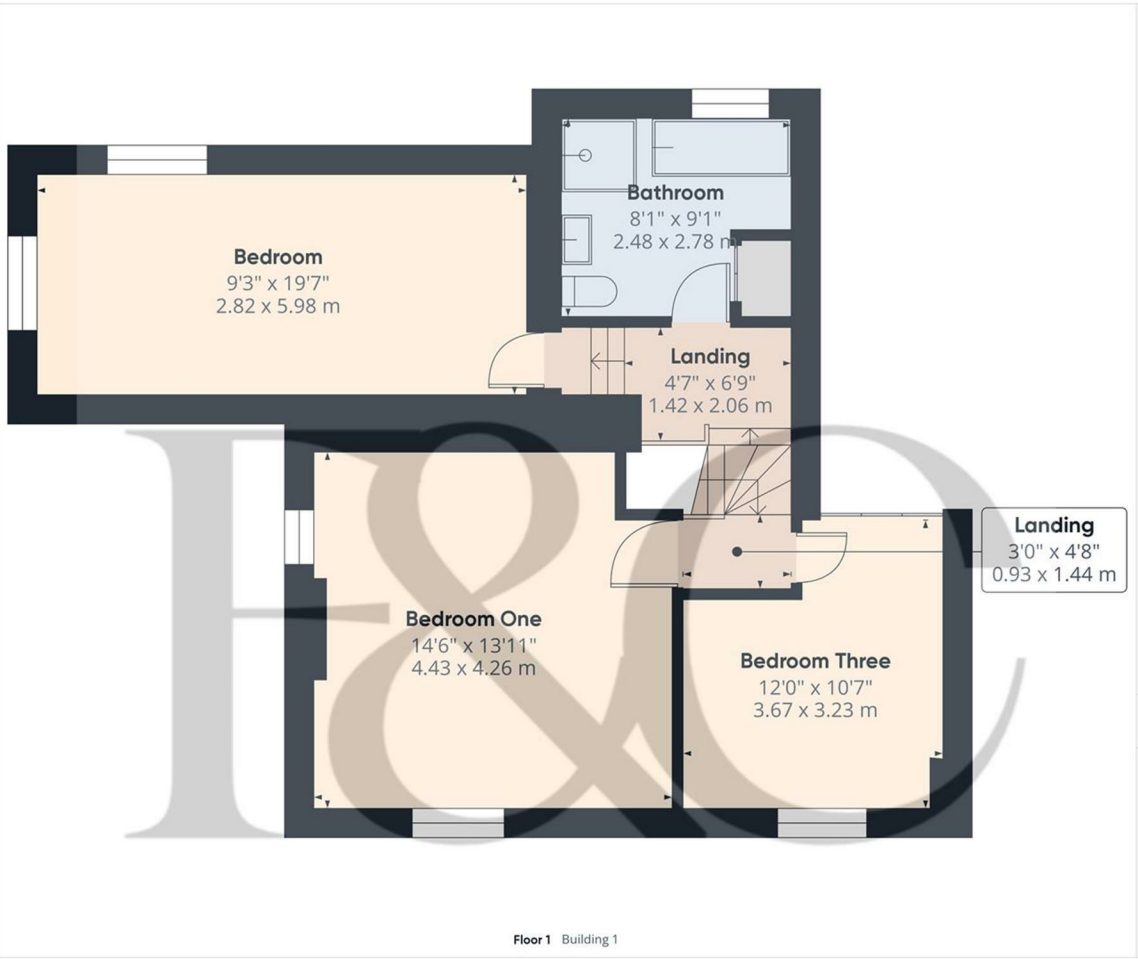 Bathroom
8'1" x 9'1"
2.48 x 2.78 m
Bedroom
9'3" x 19'7"
2.82 x 5.98 m
Landing
4'7" x 6'9"
1.42 x 2.06 m
Landing
3'0" x 4'8"
0.93 x 1.44 m
Bedroom One
14'6" x 13'11"
4.43 x 4.26 m
Bedroom Three
12'0" x 10'7"
3.67 x 3.23 m
F&C
Floor 1 Building 1